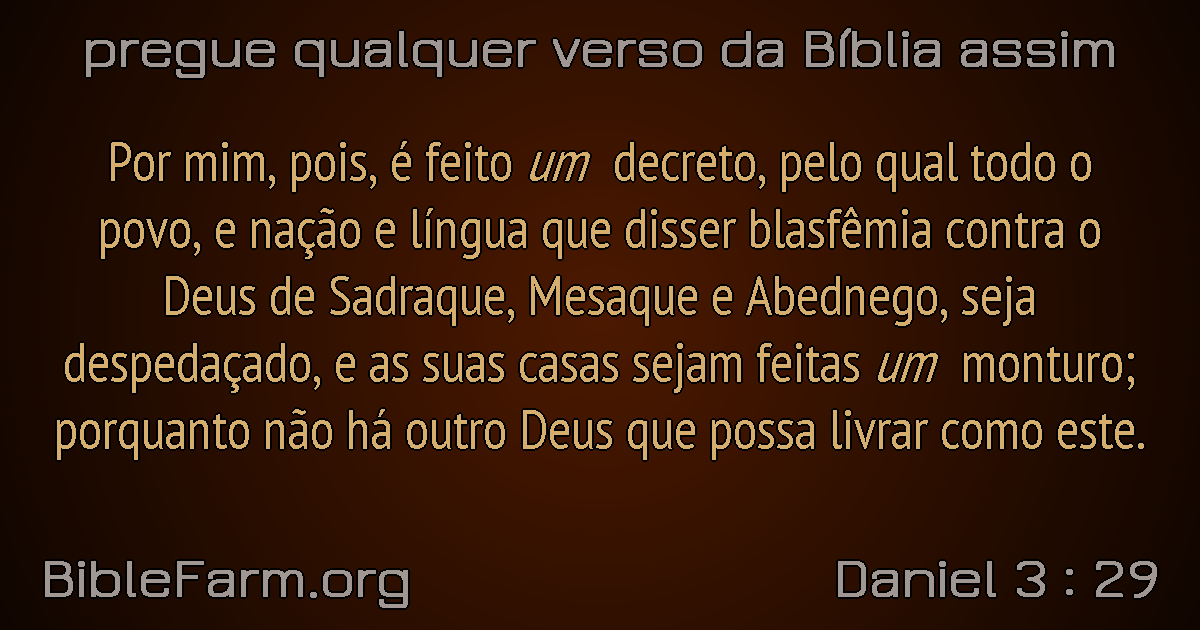 pregue qualquer verso da Bíblia assim
Por mim, pois, é feito um decreto, pelo qual todo o
povo, e nação e língua que disser blasfêmia contra o
Deus de Sadraque, Mesaque e Abednego, seja
despedaçado, e as suas casas sejam feitas um monturo;
porquanto não há outro Deus que possa livrar como este.
BibleFarm.org
Daniel 3 : 29